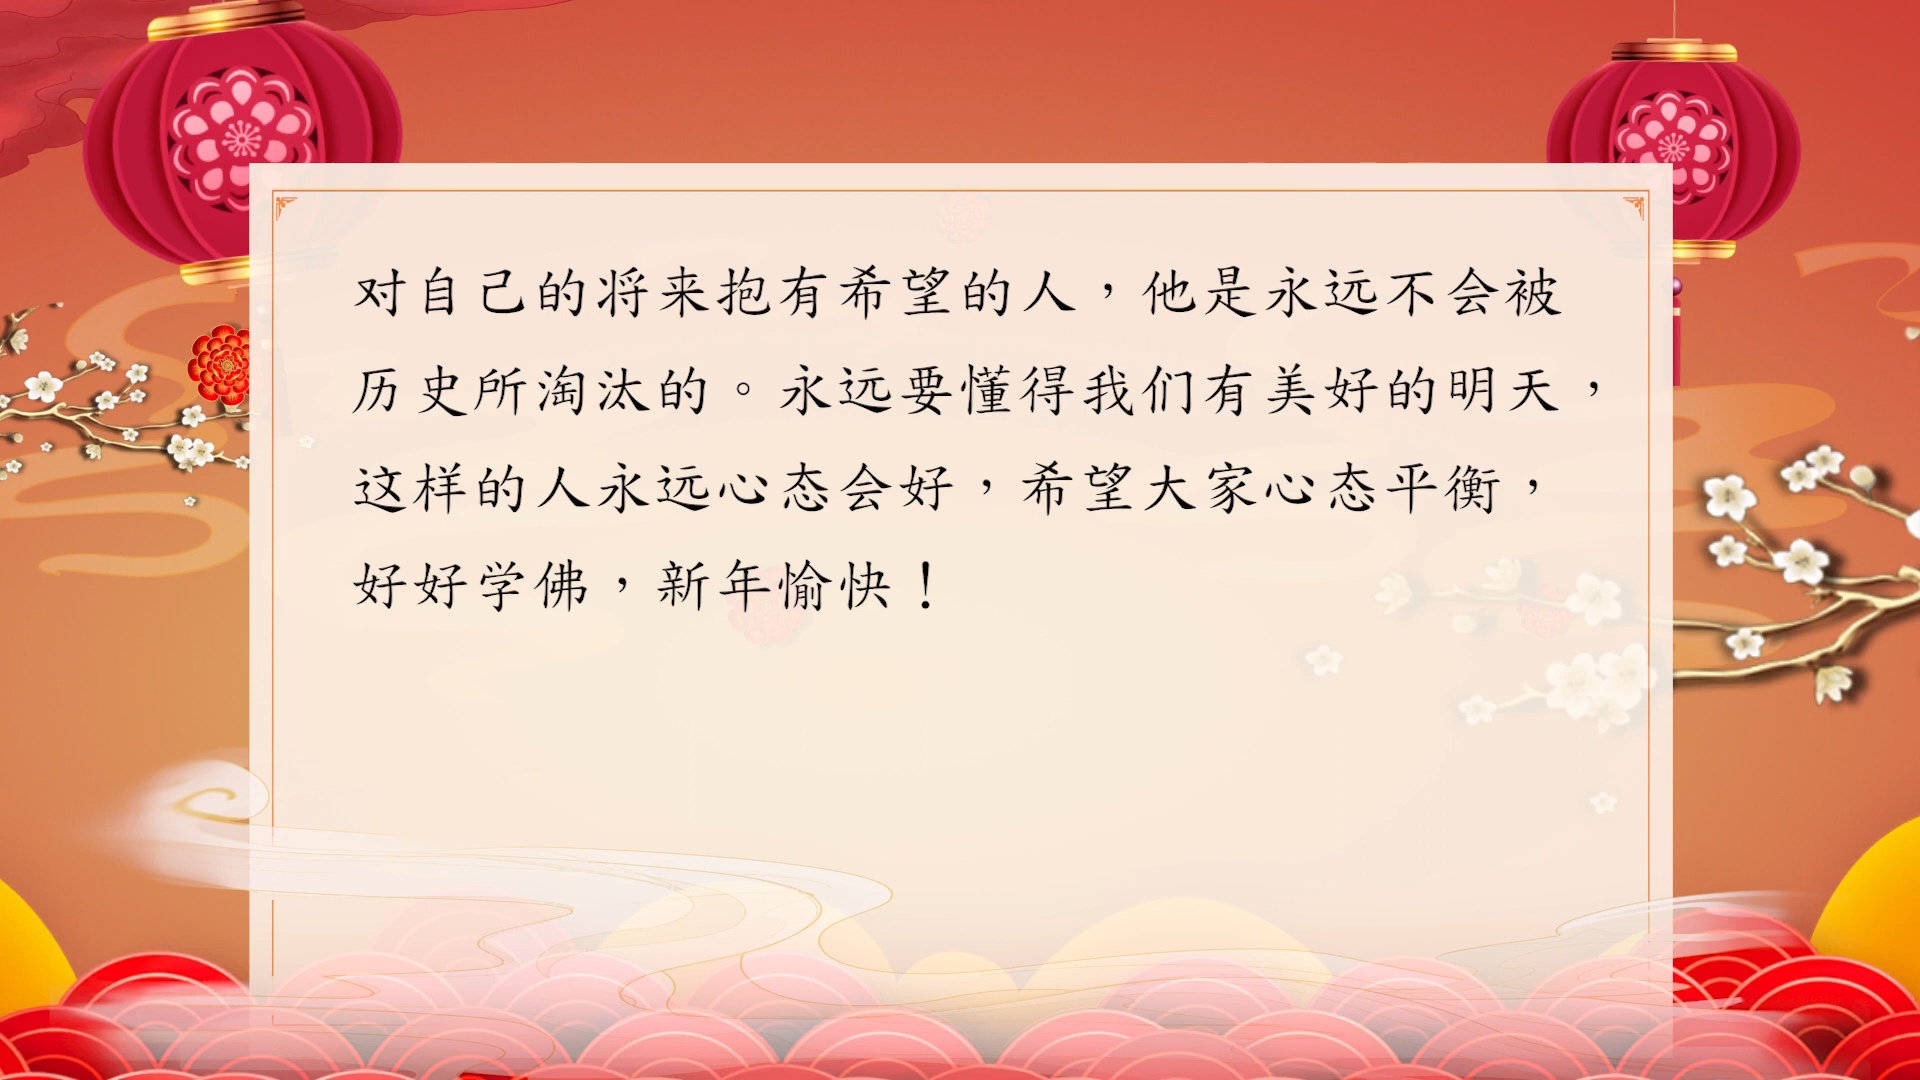 对自己的将来抱有希望的人，他是永远不会被
历史所淘汰的。永远要懂得我们有美好的明天，
这样的人永远心态会好，希望大家心态平衡，
好好学佛，新年愉快！